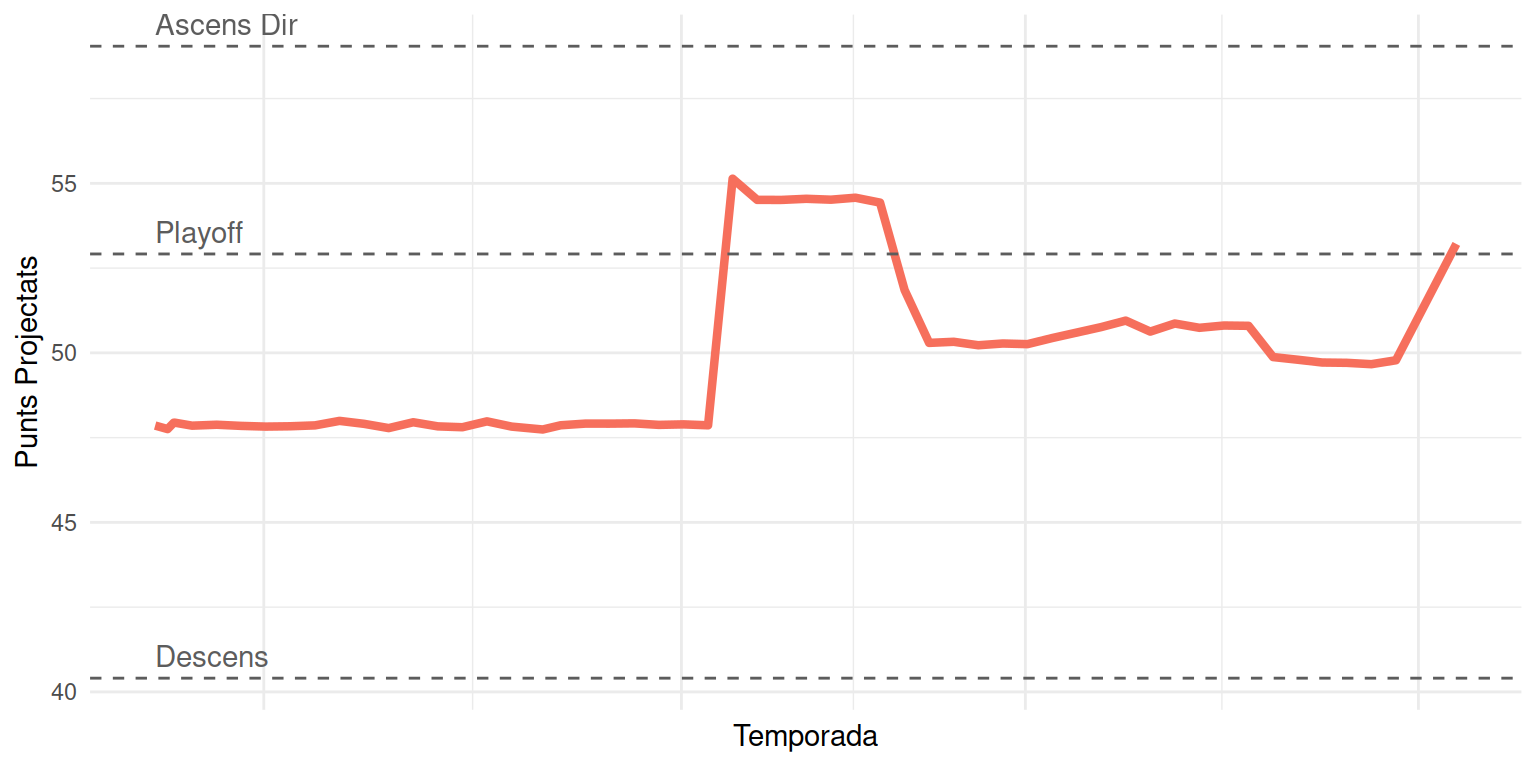 Ascens Dir
55
Playoff
Punts Projectats
50
45
Descens
40
Temporada